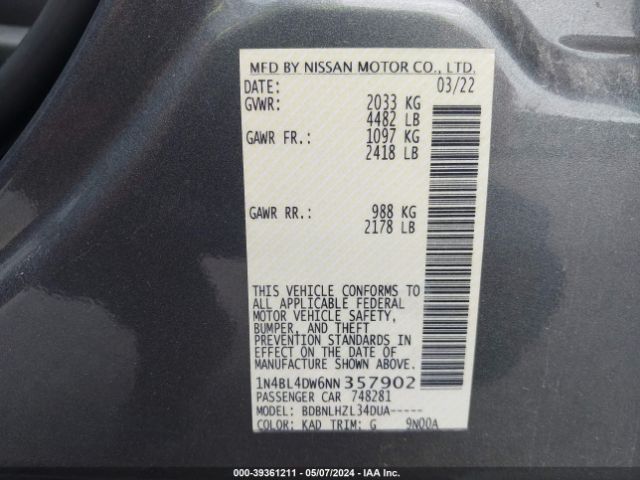 MFD BY NISSAN MOTOR CO., LTD.
DATE: 03/22
GVWR: 2033 KG
4482 LB
GAWR FR.: 1097 KG
2418 LB
GAWR RR.: 988 KG
2178 LB
THIS VEHICLE CONFORMS TO
ALL APPLICABLE FEDERAL
MOTOR VEHICLE SAFETY,
BUMPER, AND THEFT
PREVENTION STANDARDS
IN EFFECT ON THE DATE OF
MANUFACTURE SHOWN ABOVE.
1N4BL4DW6NN357902
PASSENGER CAR 748281
MODEL: BDBNLHZL34DUA-----
COLOR: KAD TRIM: G 9N00A
000-39361211 - 05/07/2024 - IAA Inc.